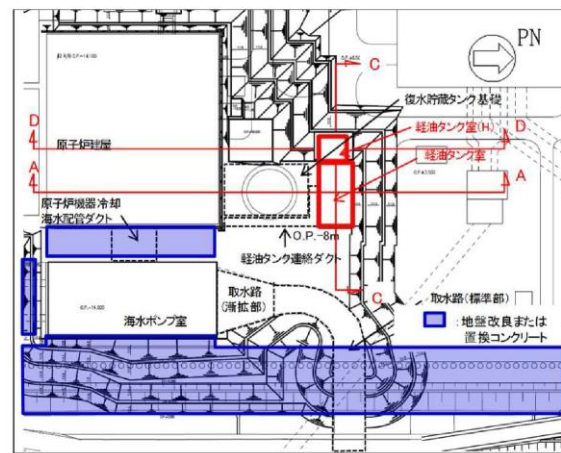 PN
C
復水貯蔵タンク基礎
軽油タンク室(H)
軽油タンク室
D
D
原子炉建屋
A
A
原子炉機器冷却
海水配管ダクト
O.P.-8m
軽油タンク連絡ダクト
取水路
(漸拡部)
C
取水路(標準部)
海水ポンプ室
:地盤改良または
置換コンクリート